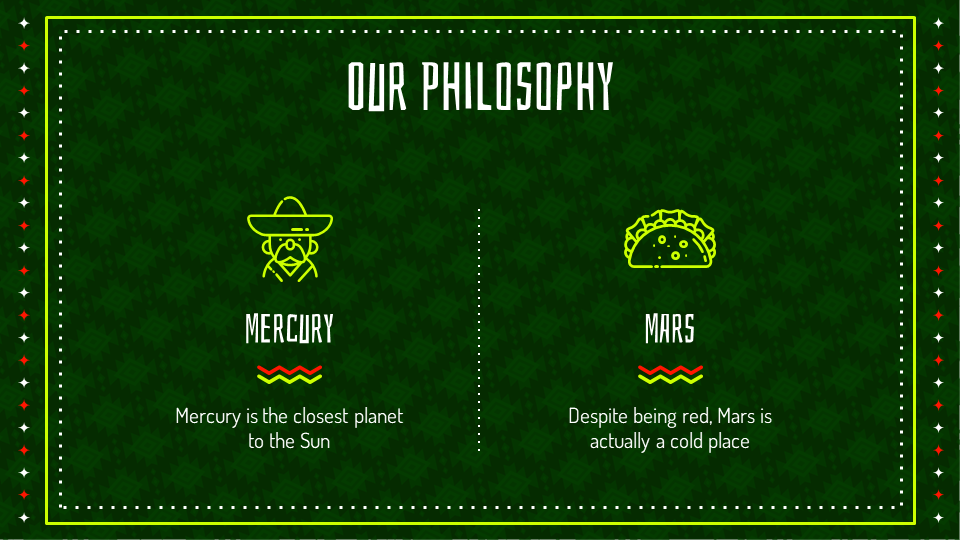 OUR PHILOSOPHY
MERCURY
Mercury is the closest planet
to the Sun
MARS
Despite being red, Mars is
actually a cold place